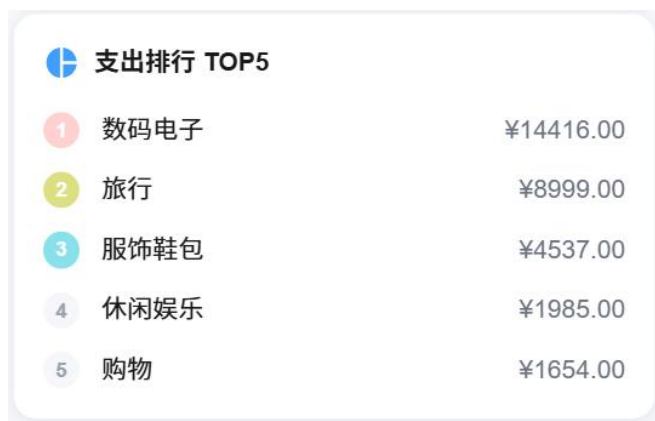 支出排行 TOP5
1 数码电子 ¥14416.00
2 旅行 ¥8999.00
3 服饰鞋包 ¥4537.00
4 休闲娱乐 ¥1985.00
5 购物 ¥1654.00